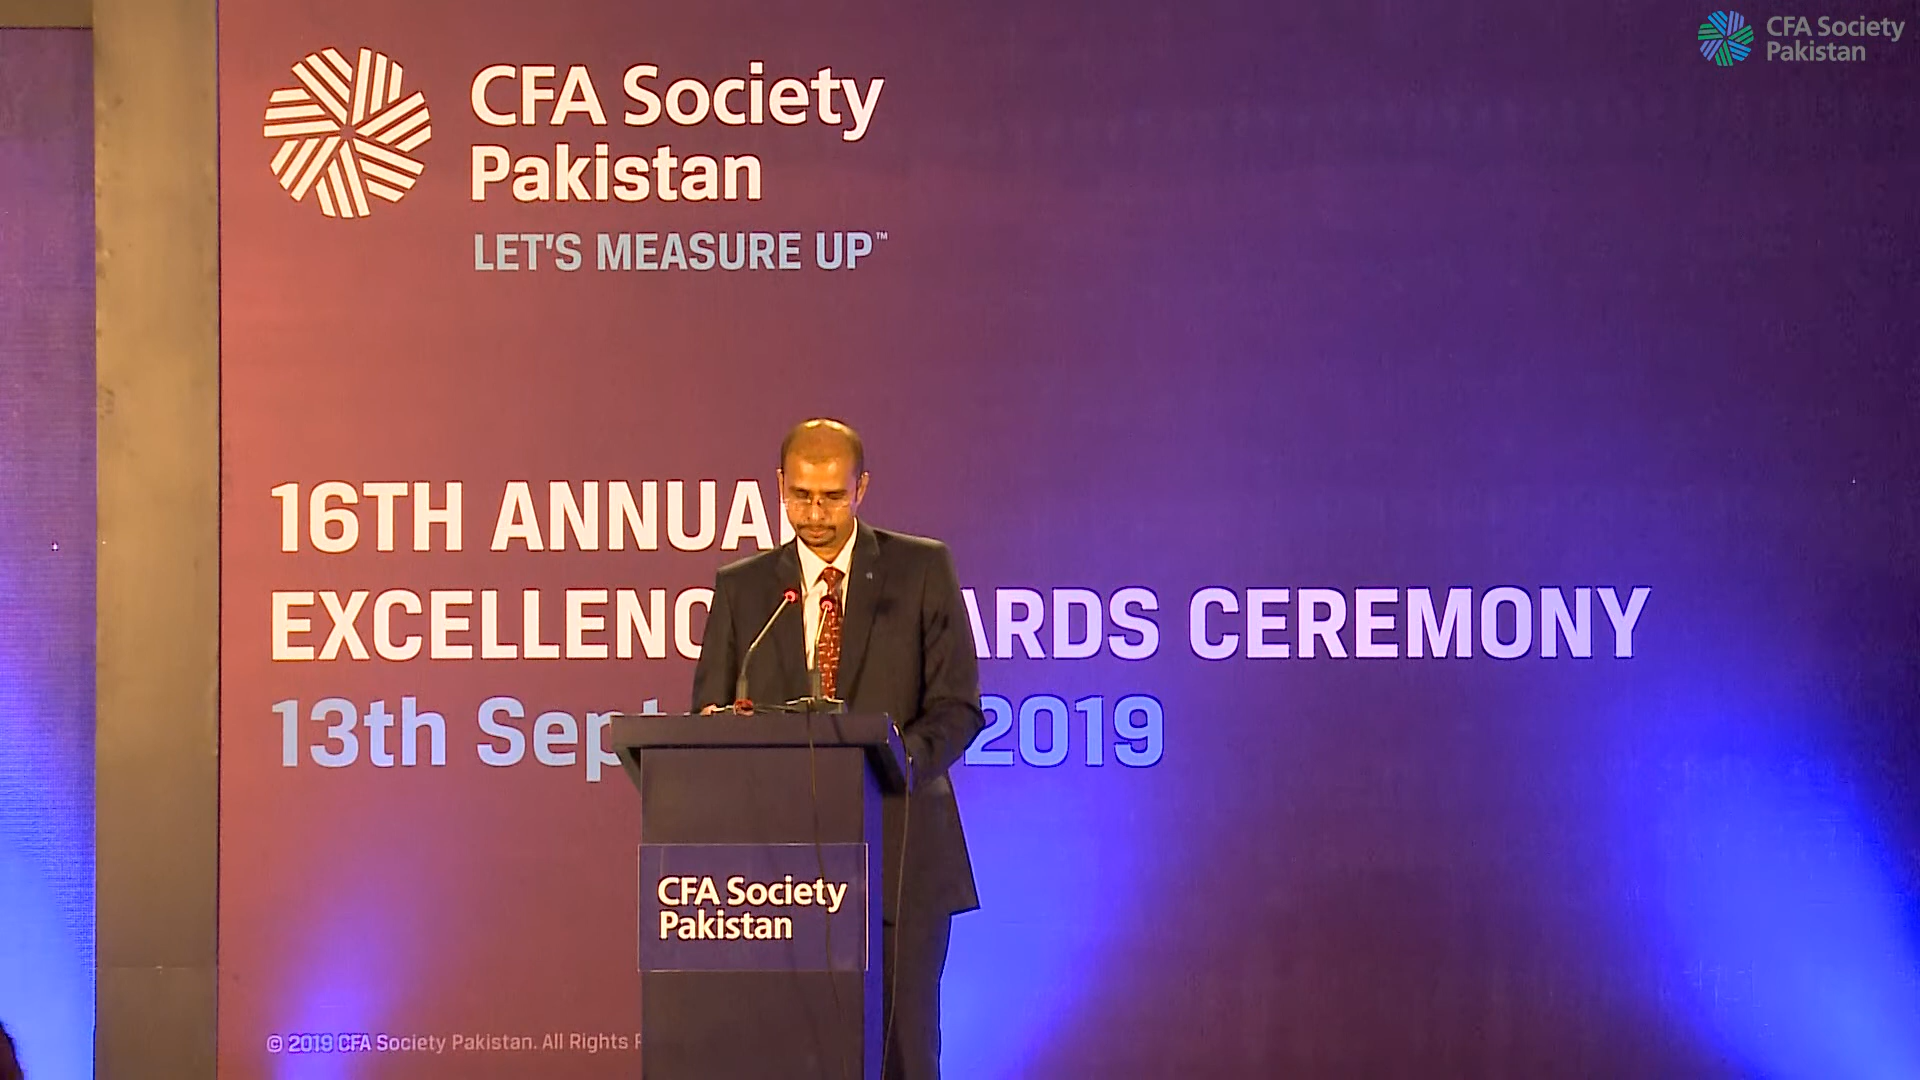 CFA Society
Pakistan
CFA Society
Pakistan
LET'S MEASURE UP™
16TH ANNUA
EXCELLENC ARDS CEREMONY
13th Sept 2019
CFA Society
Pakistan
© 2019 CFA Society Pakistan. All Rights R